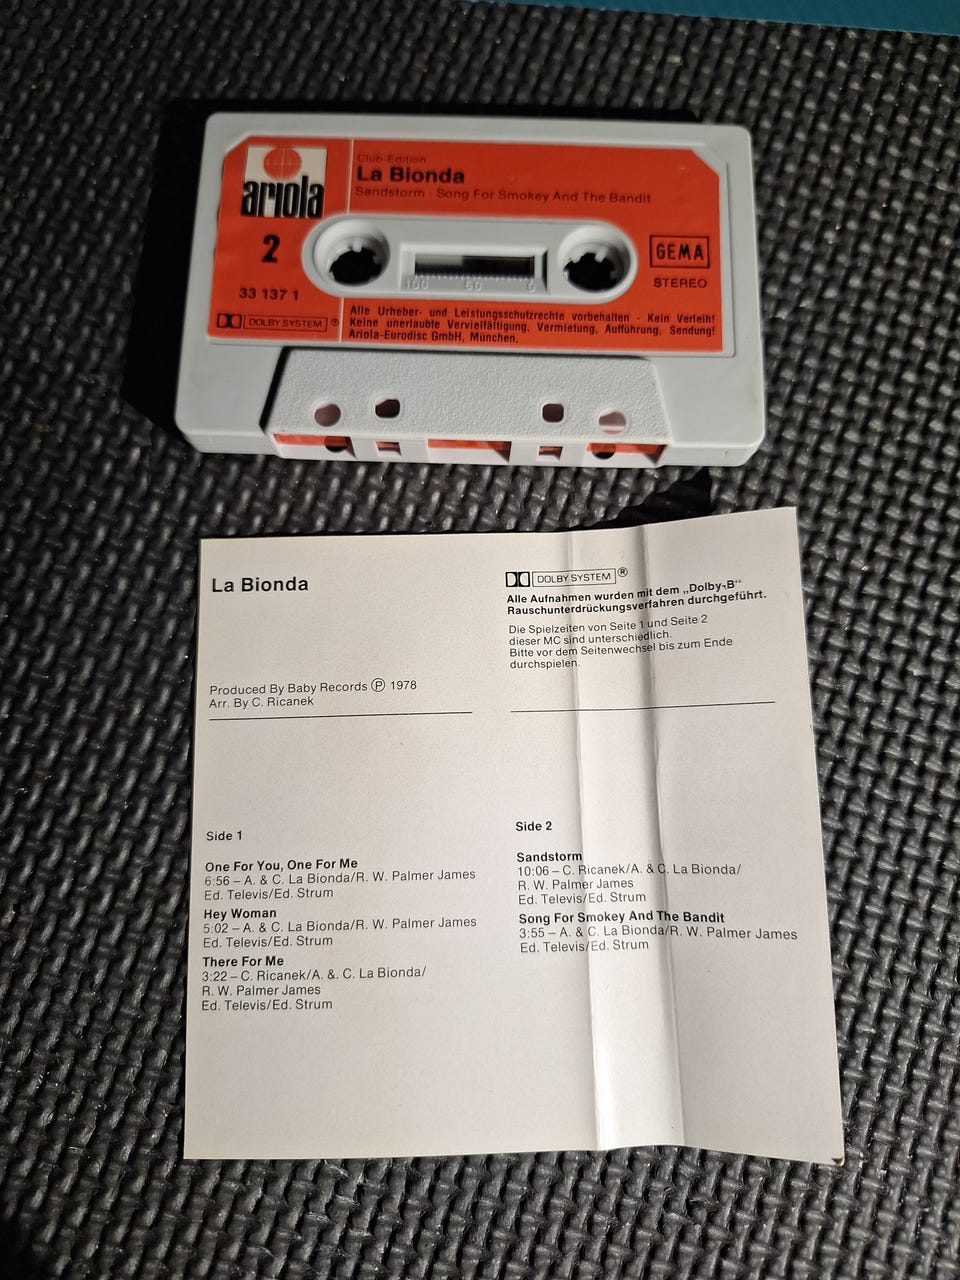 Club-Edition
La Bionda
Sandstorm · Song For Smokey And The Bandit
ariola
2
GEMA
STEREO
33 137 1
DOLBY SYSTEM ®
100 50 0
Alle Urheber- und Leistungsschutzrechte vorbehalten - Kein Verleih!
Keine unerlaubte Vervielfältigung, Vermietung, Aufführung, Sendung!
Ariola-Eurodisc GmbH, München.
La Bionda
Produced By Baby Records Ⓟ 1978
Arr. By C. Ricanek
DOLBY SYSTEM ®
Alle Aufnahmen wurden mit dem „Dolby-B“
Rauschunterdrückungsverfahren durchgeführt.
Die Spielzeiten von Seite 1 und Seite 2
dieser MC sind unterschiedlich.
Bitte vor dem Seitenwechsel bis zum Ende
durchspielen.
Side 1
One For You, One For Me
6:56 – A. & C. La Bionda/R. W. Palmer James
Ed. Televis/Ed. Strum
Hey Woman
5:02 – A. & C. La Bionda/R. W. Palmer James
Ed. Televis/Ed. Strum
There For Me
3:22 – C. Ricanek/A. &. C. La Bionda/
R. W. Palmer James
Ed. Televis/Ed. Strum
Side 2
Sandstorm
10:06 – C. Ricanek/A. & C. La Bionda/
R. W. Palmer James
Ed. Televis/Ed. Strum
Song For Smokey And The Bandit
3:55 – A. & C. La Bionda/R. W. Palmer James
Ed. Televis/Ed. Strum